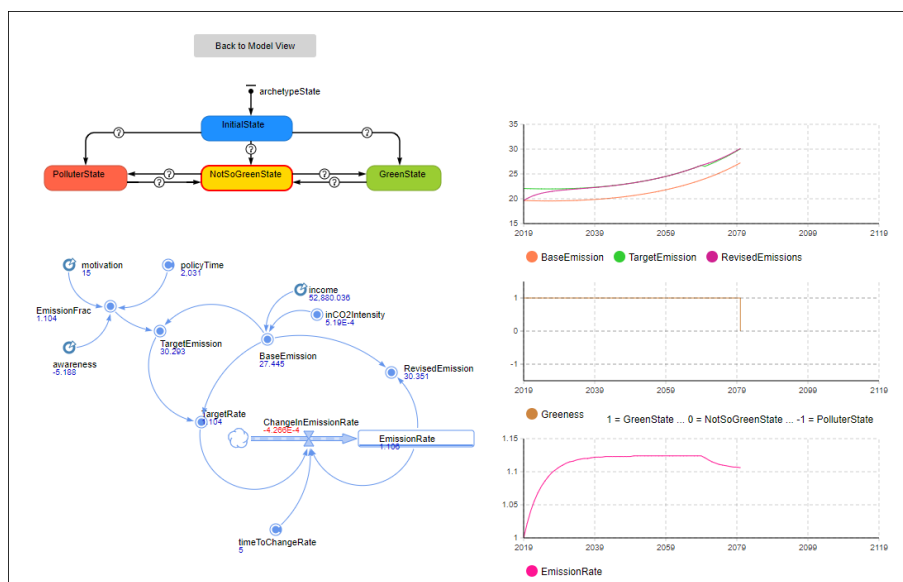 Back to Model View
archetypeState
InitialState
PolluterState
NotSoGreenState
GreenState
motivation
15
policyTime
2.031
EmissionFrac
1.104
awareness
-5.188
TargetEmission
30.293
income
52,880.036
inCO2Intensity
5.19E-4
BaseEmission
27.445
RevisedEmission
30.351
TargetRate
1.104
ChangeInEmissionRate
-4.266E-4
EmissionRate
1.106
timeToChangeRate
5
35
30
25
20
15
2019 2039 2059 2079 2099 2119
BaseEmission TargetEmission RevisedEmissions
1
0
-1
2019 2039 2059 2079 2099 2119
Greeness 1 = GreenState ... 0 = NotSoGreenState ... -1 = PolluterState
1.15
1.1
1.05
1
2019 2039 2059 2079 2099 2119
EmissionRate